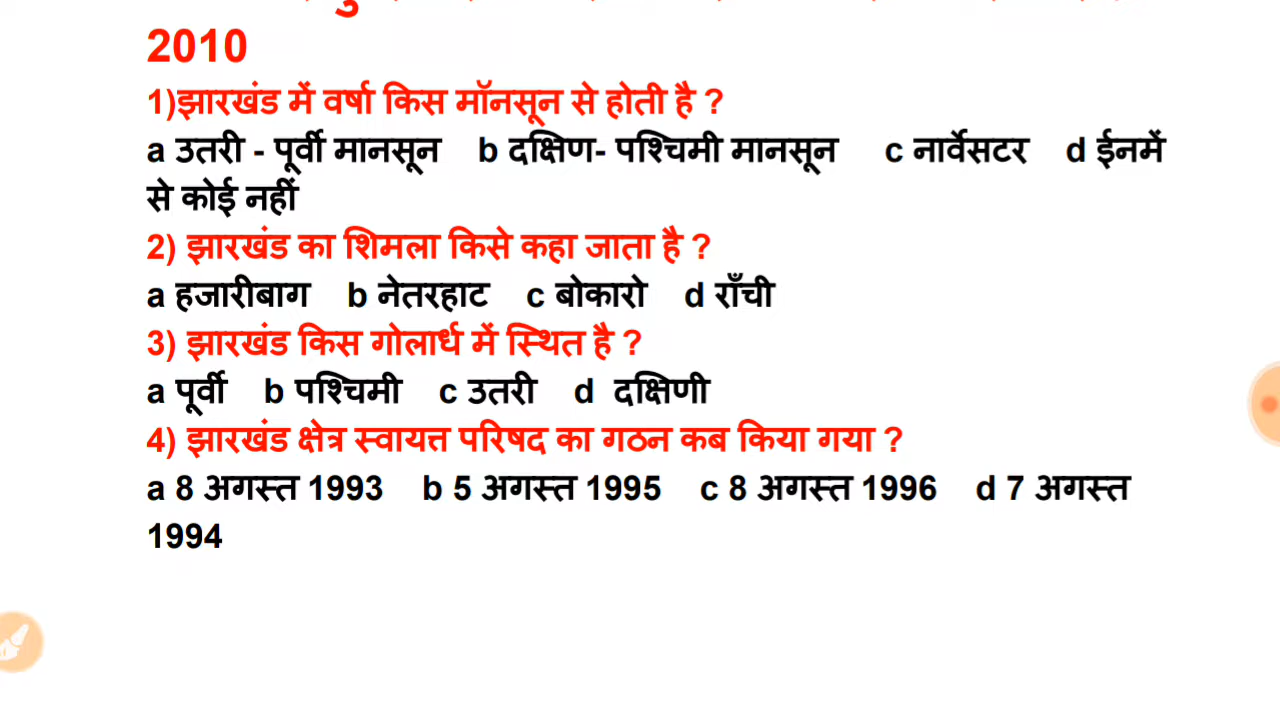 2010
1)झारखंड में वर्षा किस मॉनसून से होती है ?
a उतरी - पूर्वी मानसून b दक्षिण- पश्चिमी मानसून c नार्वेसटर d ईनमें
से कोई नहीं
2) झारखंड का शिमला किसे कहा जाता है ?
a हजारीबाग b नेतरहाट c बोकारो d राँची
3) झारखंड किस गोलार्ध में स्थित है ?
a पूर्वी b पश्चिमी c उतरी d दक्षिणी
4) झारखंड क्षेत्र स्वायत्त परिषद का गठन कब किया गया ?
a 8 अगस्त 1993 b 5 अगस्त 1995 c 8 अगस्त 1996 d 7 अगस्त
1994